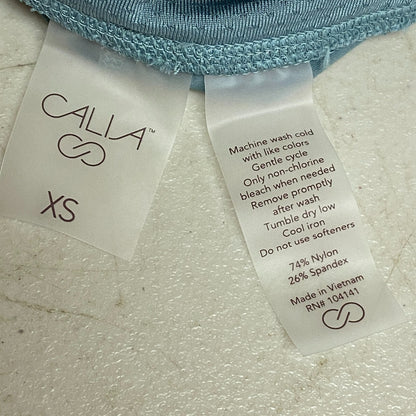 CALIA™
XS
Machine wash cold
with like colors
Gentle cycle
Only non-chlorine
bleach when needed
Remove promptly
after wash
Tumble dry low
Cool iron
Do not use softeners
74% Nylon
26% Spandex
Made in Vietnam
RN# 104141